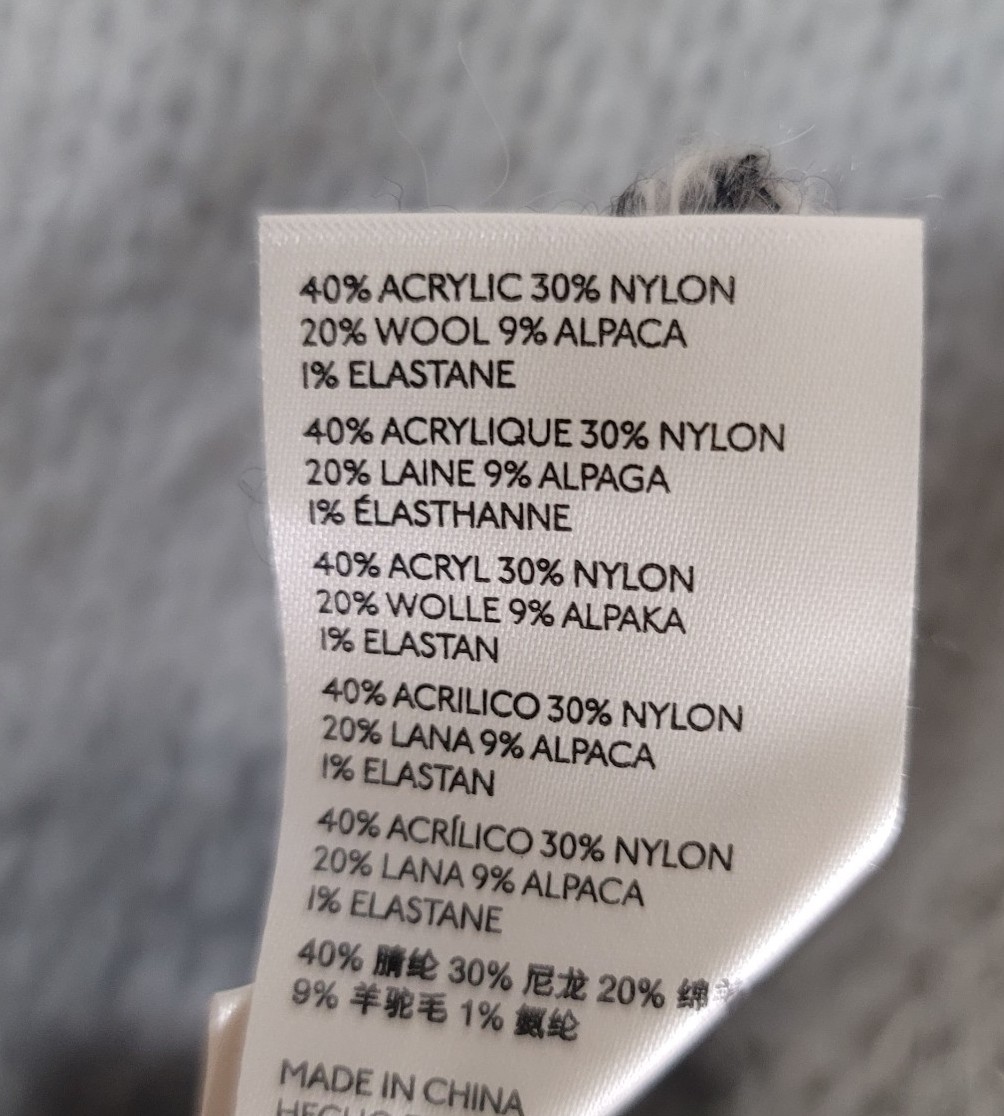 40% ACRYLIC 30% NYLON
20% WOOL 9% ALPACA
1% ELASTANE
40% ACRYLIQUE 30% NYLON
20% LAINE 9% ALPAGA
1% ÉLASTHANNE
40% ACRYL 30% NYLON
20% WOLLE 9% ALPAKA
1% ELASTAN
40% ACRILICO 30% NYLON
20% LANA 9% ALPACA
1% ELASTAN
40% ACRÍLICO 30% NYLON
20% LANA 9% ALPACA
1% ELASTANE
40% 腈纶 30% 尼龙 20%
9% 羊驼毛 1% 氨纶
MADE IN CHINA
HECHO